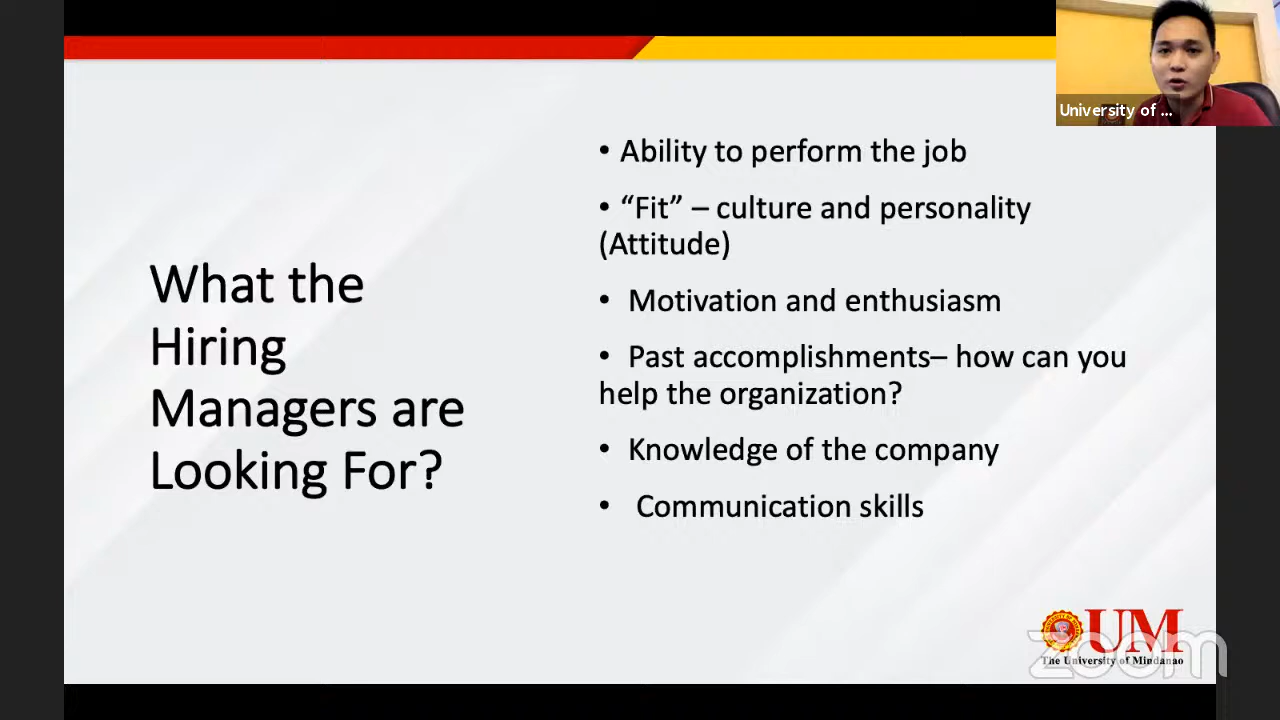 University of ...
What the
Hiring
Managers are
Looking For?
• Ability to perform the job
• “Fit” – culture and personality
(Attitude)
• Motivation and enthusiasm
• Past accomplishments– how can you
help the organization?
• Knowledge of the company
• Communication skills
UM
The University of Mindanao
zoom